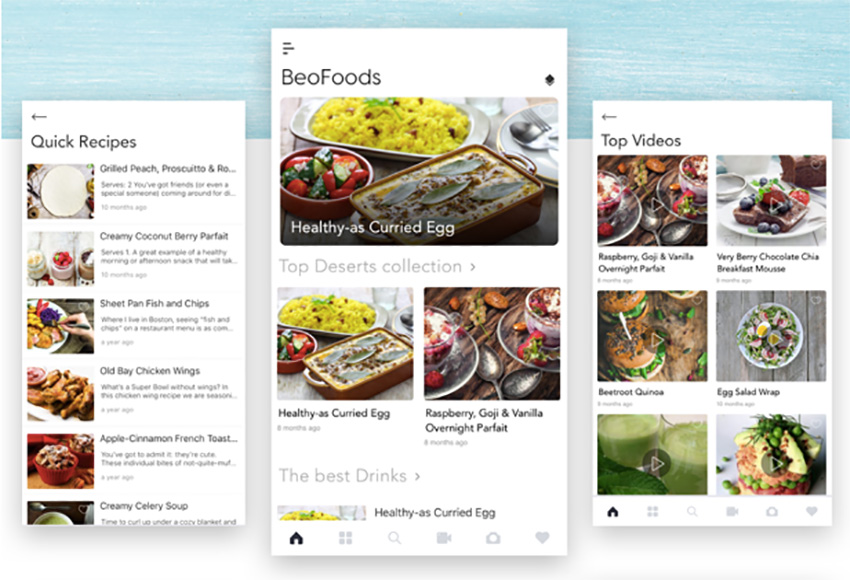 Quick Recipes
Grilled Peach, Proscuitto & Ro...
Serves: 2 You've got friends (or even a
special someone) coming around for di...
10 months ago
Creamy Coconut Berry Parfait
Serves 1. A great example of a healthy
morning or afternoon snack that will tak...
10 months ago
Sheet Pan Fish and Chips
Where I live in Boston, seeing "fish and
chips" on a restaurant menu is as com...
a year ago
Old Bay Chicken Wings
What's a Super Bowl without wings? In
this chicken wing recipe we are seasoni...
a year ago
Apple-Cinnamon French Toast...
You've got to admit it: they're cute.
These individual bites of not-quite-muf...
a year ago
Creamy Celery Soup
Time to curl up under a cozy blanket and
BeoFoods
Healthy-as Curried Egg
Top Deserts collection >
Healthy-as Curried Egg
8 months ago
Raspberry, Goji & Vanilla
Overnight Parfait
8 months ago
The best Drinks >
Healthy-as Curried Egg
Top Videos
Raspberry, Goji & Vanilla
Overnight Parfait
8 months ago
Very Berry Chocolate Chia
Breakfast Mousse
8 months ago
Beetroot Quinoa
8 months ago
Egg Salad Wrap
10 months ago